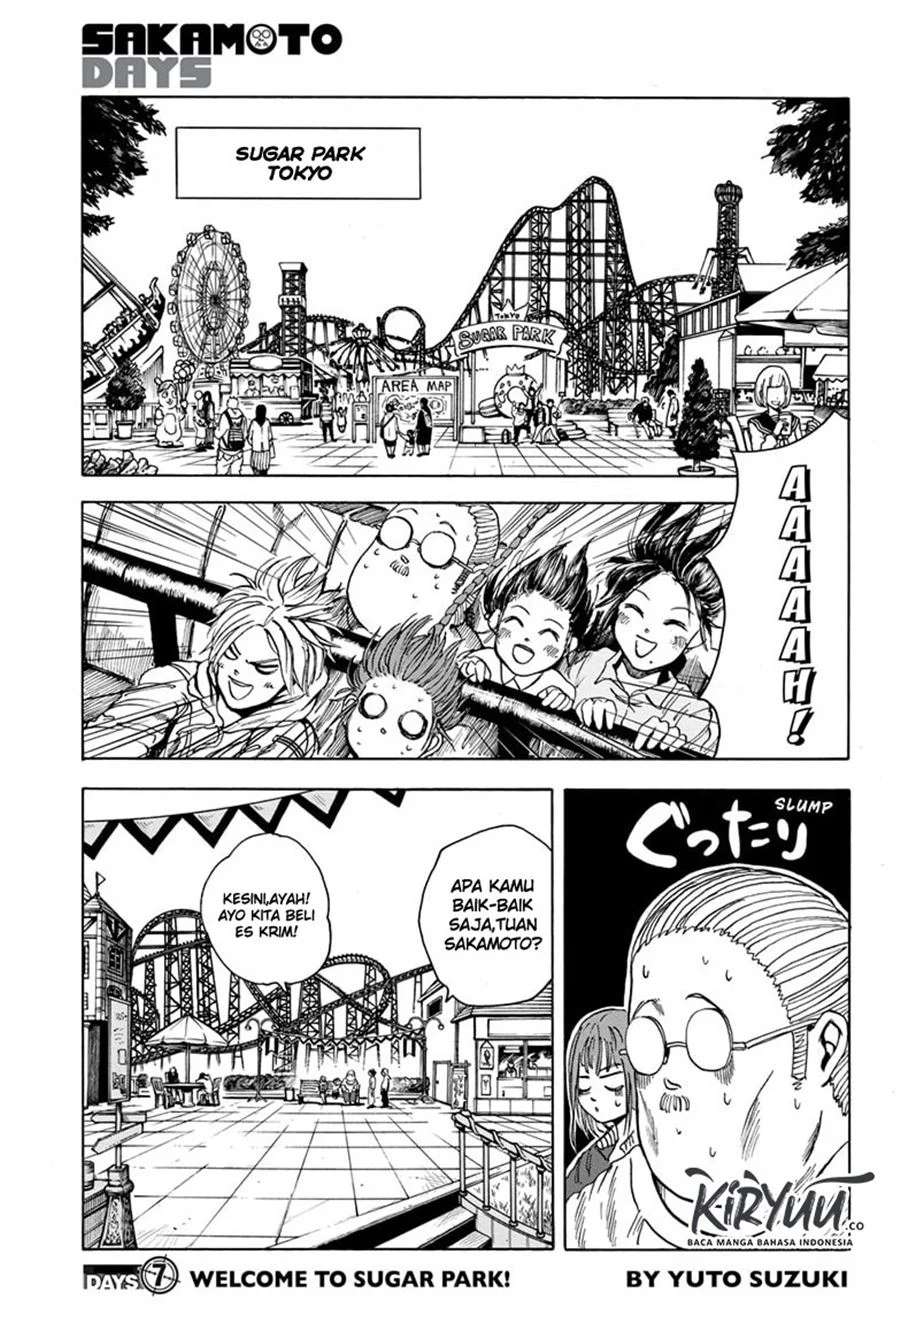 SAKAMOTO
DAYS
SUGAR PARK
TOKYO
TOKYO
SUGAR PARK
AREA MAP
AAAAAAH!
SLUMP
ぐったり
APA KAMU
BAIK-BAIK
SAJA,TUAN
SAKAMOTO?
KESINI,AYAH!
AYO KITA BELI
ES KRIM!
KiRYUU.co
BACA MANGA BAHASA INDONESIA
DAYS 7 WELCOME TO SUGAR PARK!
BY YUTO SUZUKI